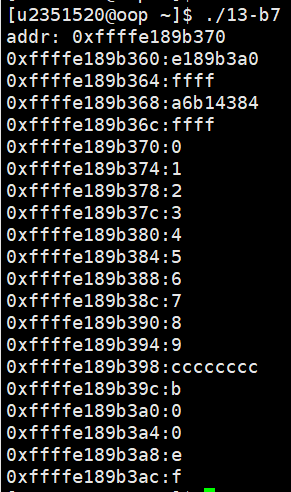 [u2351520@oop ~]$ ./13-b7
addr: 0xffffe189b370
0xffffe189b360:e189b3a0
0xffffe189b364:ffff
0xffffe189b368:a6b14384
0xffffe189b36c:ffff
0xffffe189b370:0
0xffffe189b374:1
0xffffe189b378:2
0xffffe189b37c:3
0xffffe189b380:4
0xffffe189b384:5
0xffffe189b388:6
0xffffe189b38c:7
0xffffe189b390:8
0xffffe189b394:9
0xffffe189b398:cccccccc
0xffffe189b39c:b
0xffffe189b3a0:0
0xffffe189b3a4:0
0xffffe189b3a8:e
0xffffe189b3ac:f